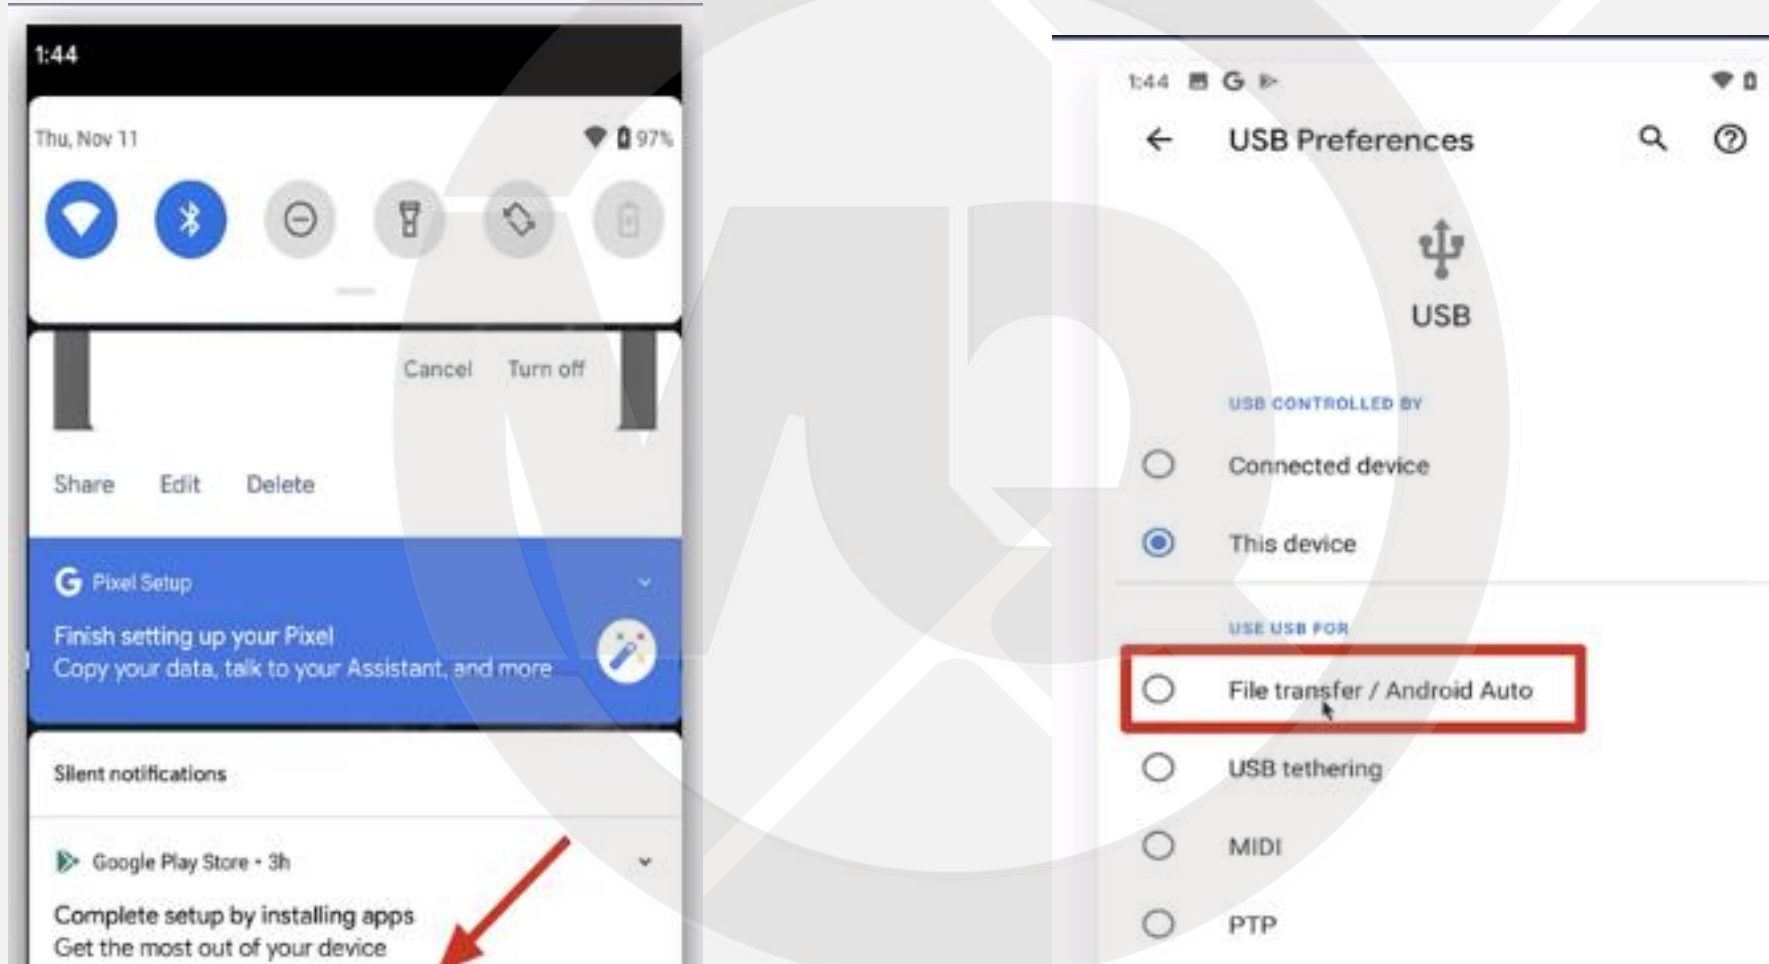 1:44
Thu, Nov 11
97%
Cancel Turn off
Share Edit Delete
G Pixel Setup
Finish setting up your Pixel
Copy your data, talk to your Assistant, and more
Silent notifications
Google Play Store • 3h
Complete setup by installing apps
Get the most out of your device
1:44 G
USB Preferences
USB
USB CONTROLLED BY
Connected device
This device
USE USB FOR
File transfer / Android Auto
USB tethering
MIDI
PTP